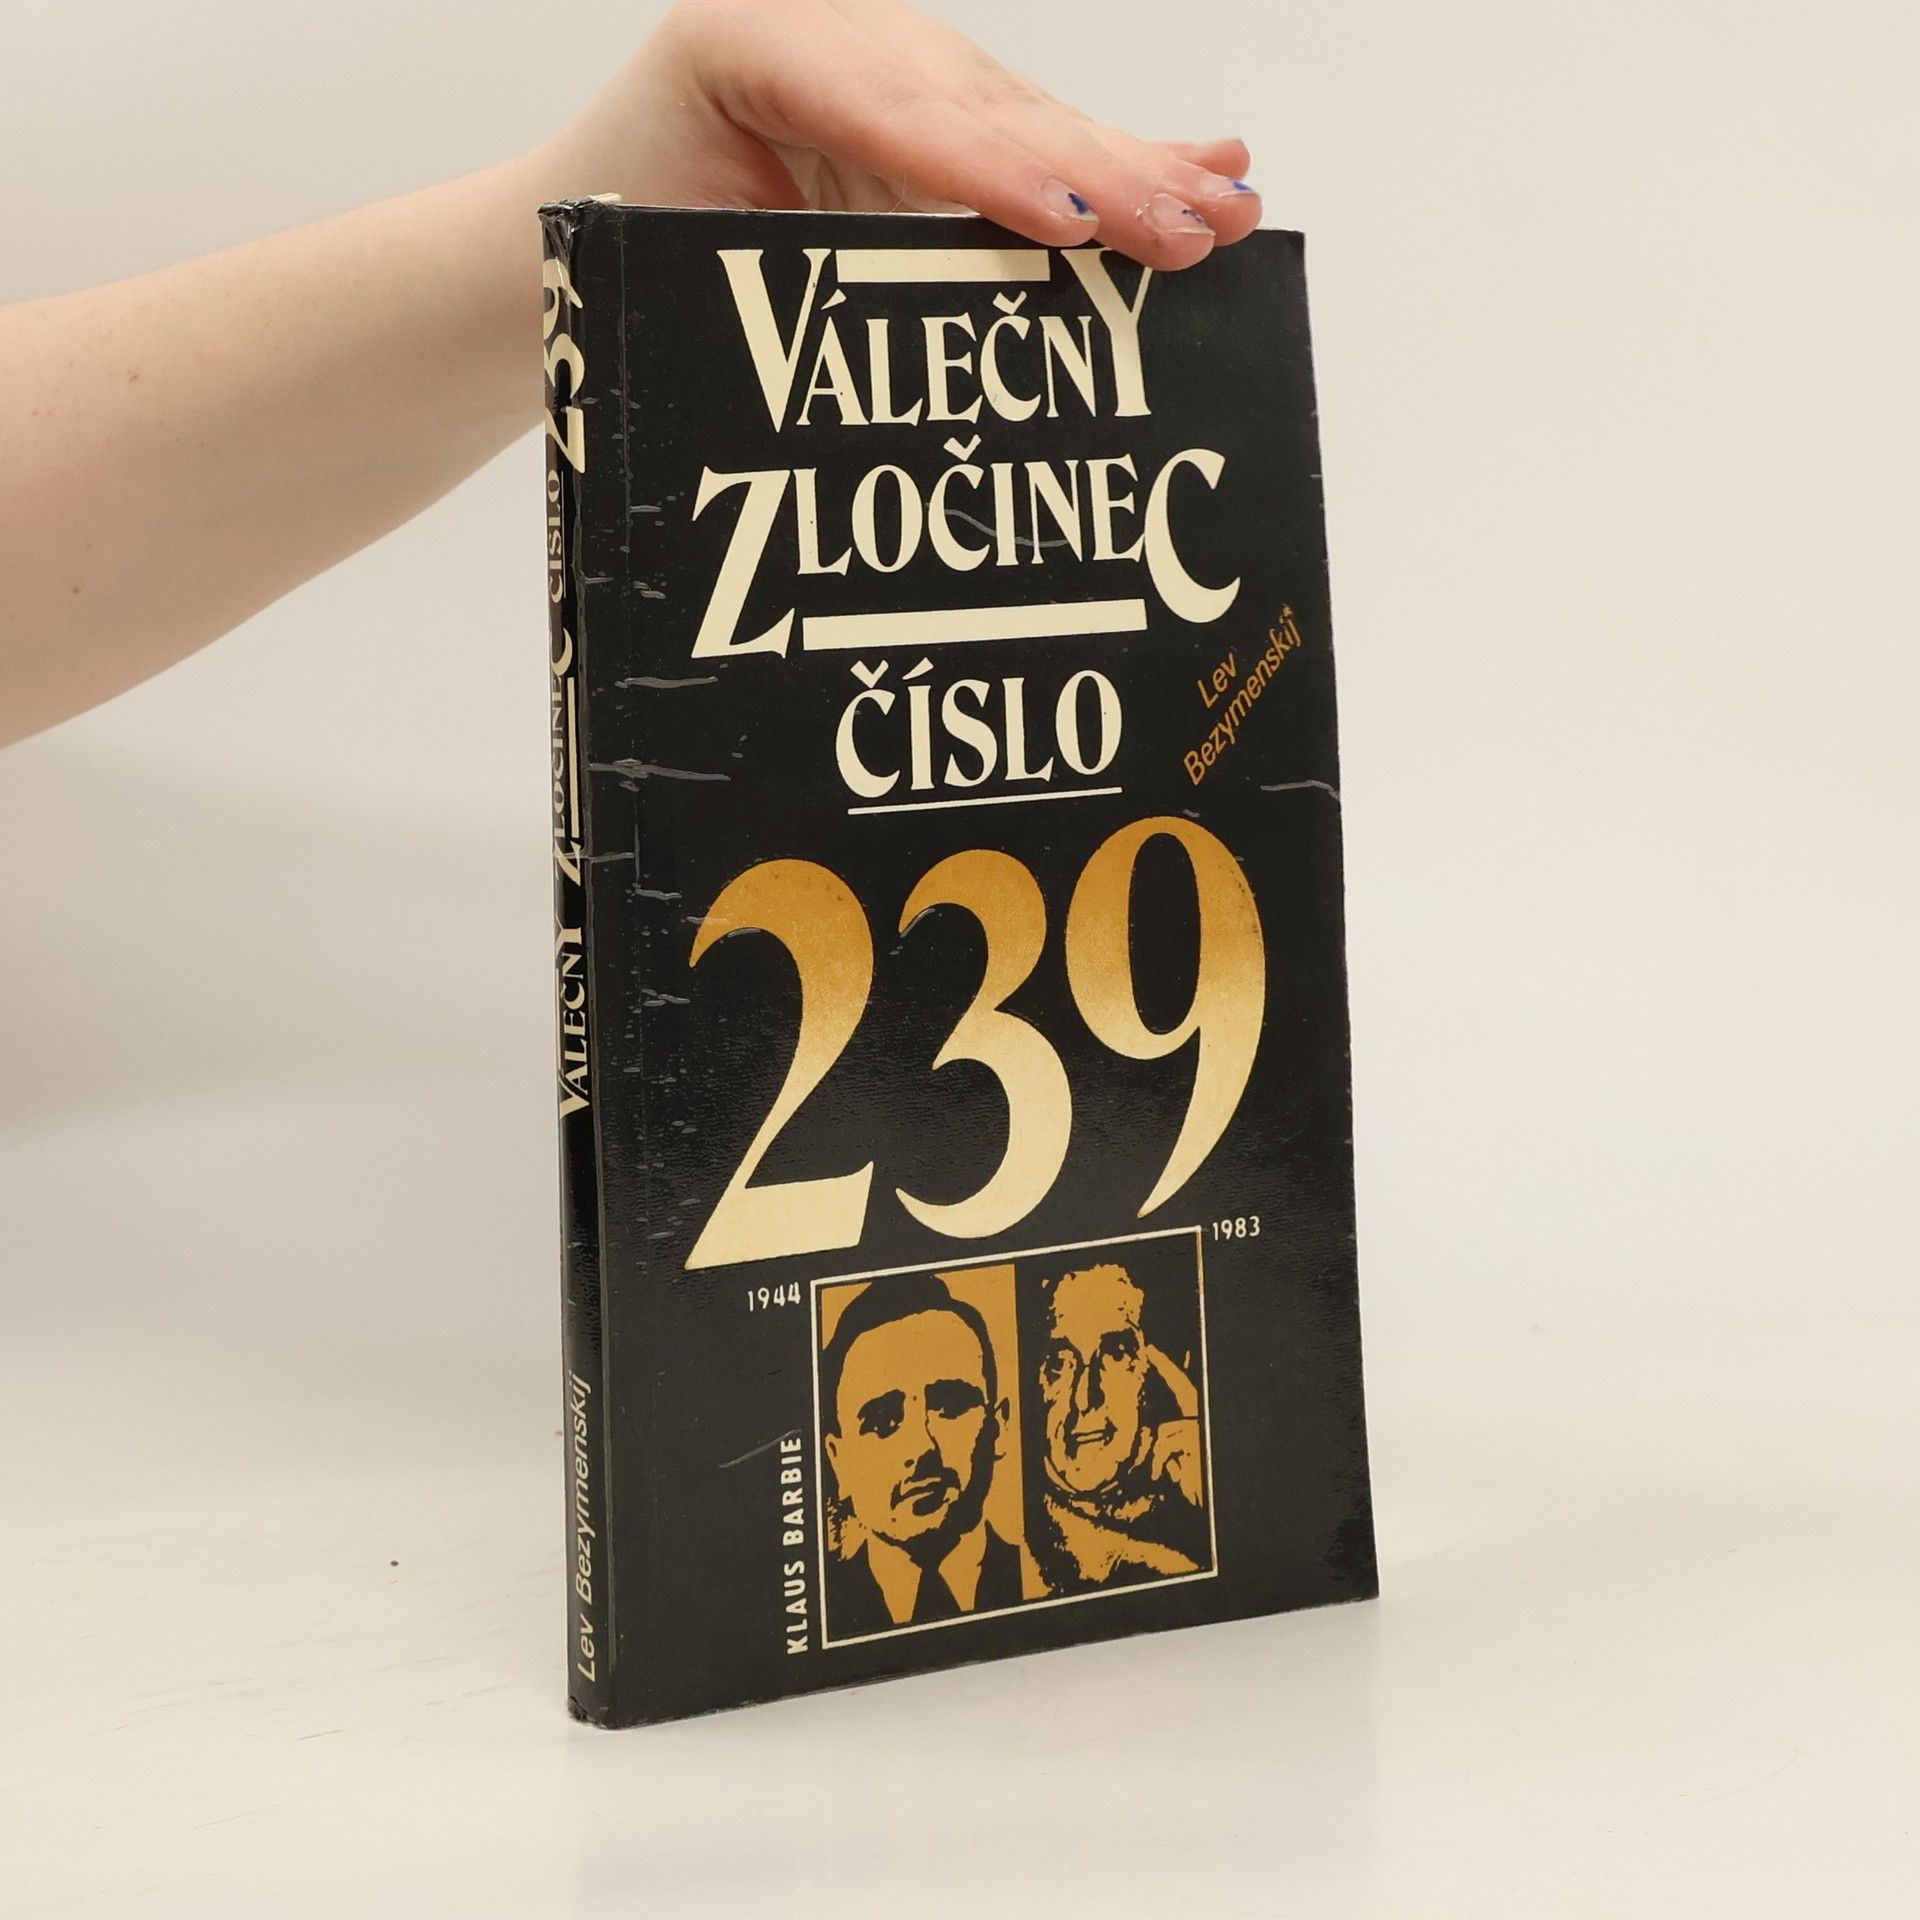 VÁLEČNÝ
ZLOČINEC
ČÍSLO
Lev
Bezymenskij
239
1944
1983
KLAUS BARBIE
VÁLEČNÝ ZLOČINEC ČÍSLO 239
Lev Bezymenskij